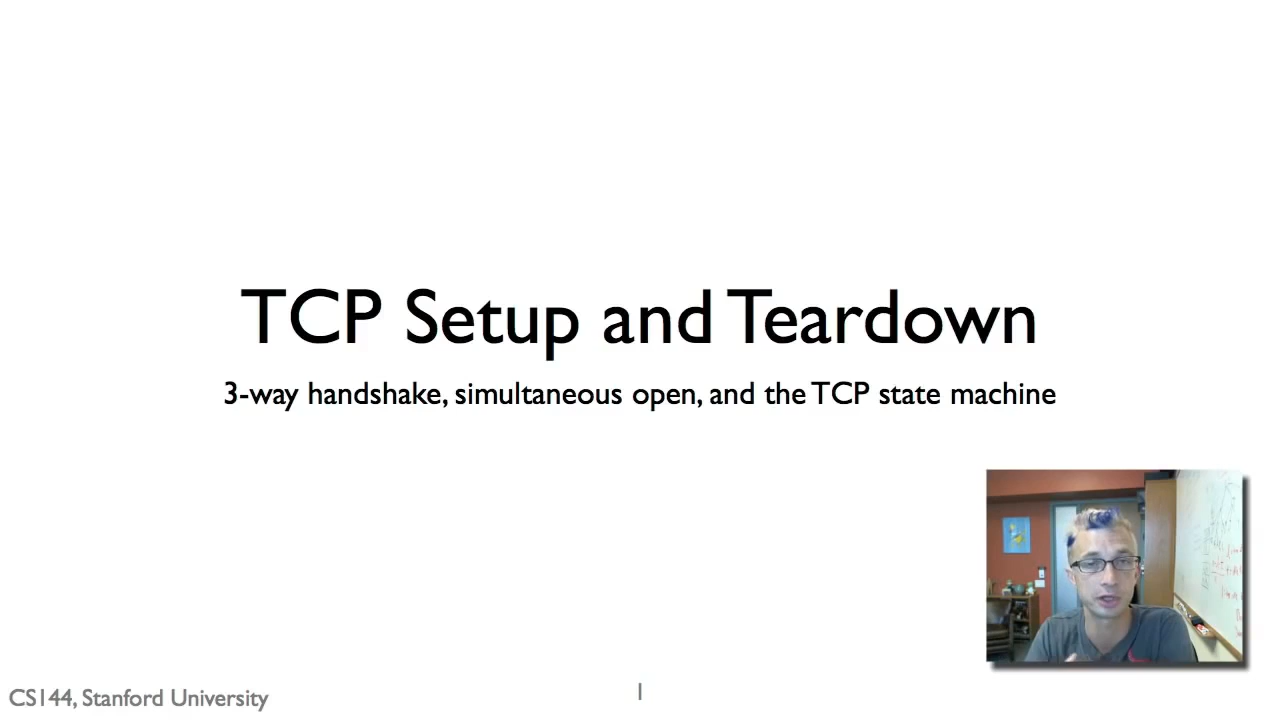 TCP Setup and Teardown
3-way handshake, simultaneous open, and the TCP state machine
CS144, Stanford University
1